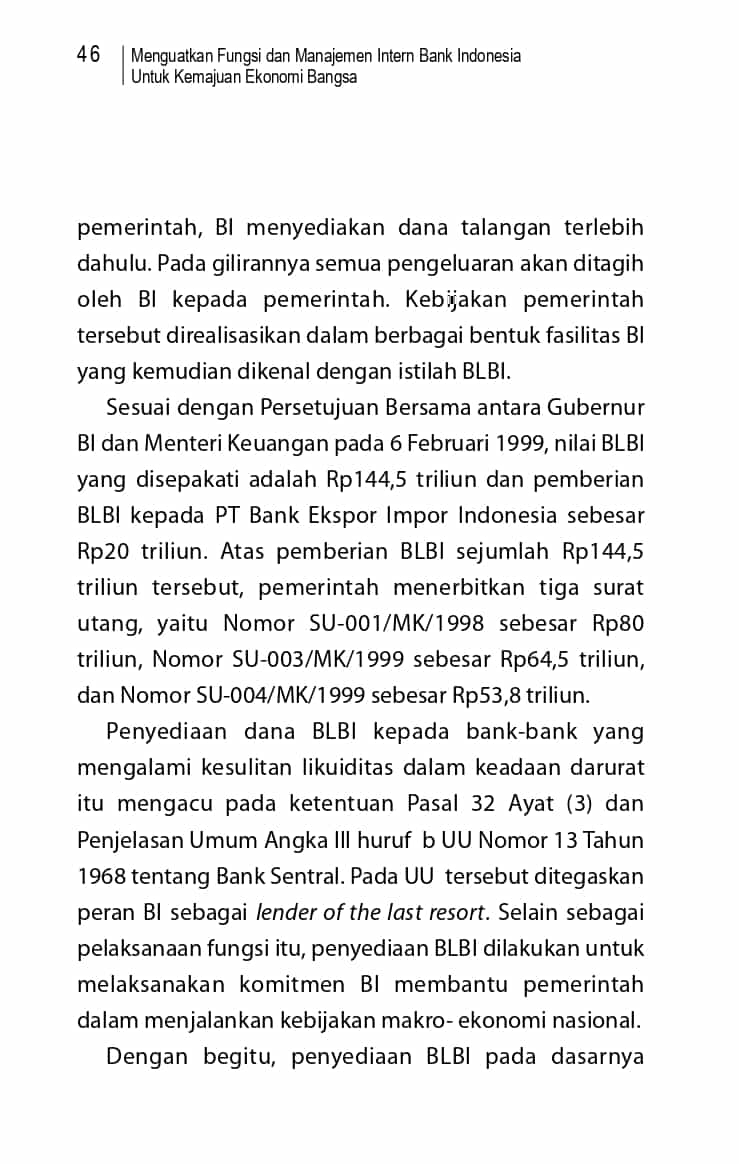 46
Menguatkan Fungsi dan Manajemen Intern Bank Indonesia
Untuk Kemajuan Ekonomi Bangsa
pemerintah, BI menyediakan dana talangan terlebih
dahulu. Pada gilirannya semua pengeluaran akan ditagih
oleh BI kepada pemerintah. Kebijakan pemerintah
tersebut direalisasikan dalam berbagai bentuk fasilitas BI
yang kemudian dikenal dengan istilah BLBI.
Sesuai dengan Persetujuan Bersama antara Gubernur
BI dan Menteri Keuangan pada 6 Februari 1999, nilai BLBI
yang disepakati adalah Rp144,5 triliun dan pemberian
BLBI kepada PT Bank Ekspor Impor Indonesia sebesar
Rp20 triliun. Atas pemberian BLBI sejumlah Rp144,5
triliun tersebut, pemerintah menerbitkan tiga surat
utang, yaitu Nomor SU-001/MK/1998 sebesar Rp80
triliun, Nomor SU-003/MK/1999 sebesar Rp64,5 triliun,
dan Nomor SU-004/MK/1999 sebesar Rp53,8 triliun.
Penyediaan dana BLBI kepada bank-bank yang
mengalami kesulitan likuiditas dalam keadaan darurat
itu mengacu pada ketentuan Pasal 32 Ayat (3) dan
Penjelasan Umum Angka III huruf b UU Nomor 13 Tahun
1968 tentang Bank Sentral. Pada UU tersebut ditegaskan
peran BI sebagai lender of the last resort. Selain sebagai
pelaksanaan fungsi itu, penyediaan BLBI dilakukan untuk
melaksanakan komitmen BI membantu pemerintah
dalam menjalankan kebijakan makro- ekonomi nasional.
Dengan begitu, penyediaan BLBI pada dasarnya